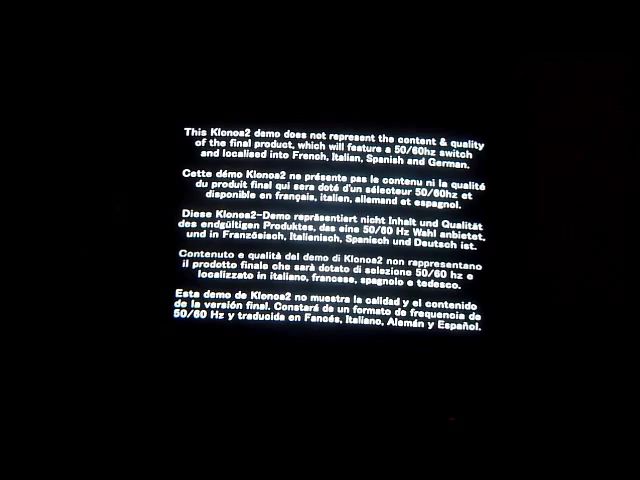 This Klonoa2 demo does not represent the content & quality
of the final product, which will feature a 50/60hz switch
and localised into French, Italian, Spanish and German.
Cette démo Klonoa2 ne présente pas le contenu ni la qualité
du produit final qui sera doté d'un sélecteur 50/60hz et
disponible en français, italien, allemand et espagnol.
Diese Klonoa2-Demo repräsentiert nicht Inhalt und Qualität
des endgültigen Produktes, das eine 50/60 Hz Wahl anbietet,
und in Französisch, Italienisch, Spanisch und Deutsch ist.
Contenuto e qualità del demo di Klonoa2 non rappresentano
il prodotto finale che sarà dotato di selezione 50/60 hz e
localizzato in italiano, francese, spagnolo e tedesco.
Esta demo de Klonoa2 no muestra la calidad y el contenido
de la versión final. Constará de un formato de frecuencia de
50/60 Hz y traducida en Fancés, Italiano, Alemán y Español.